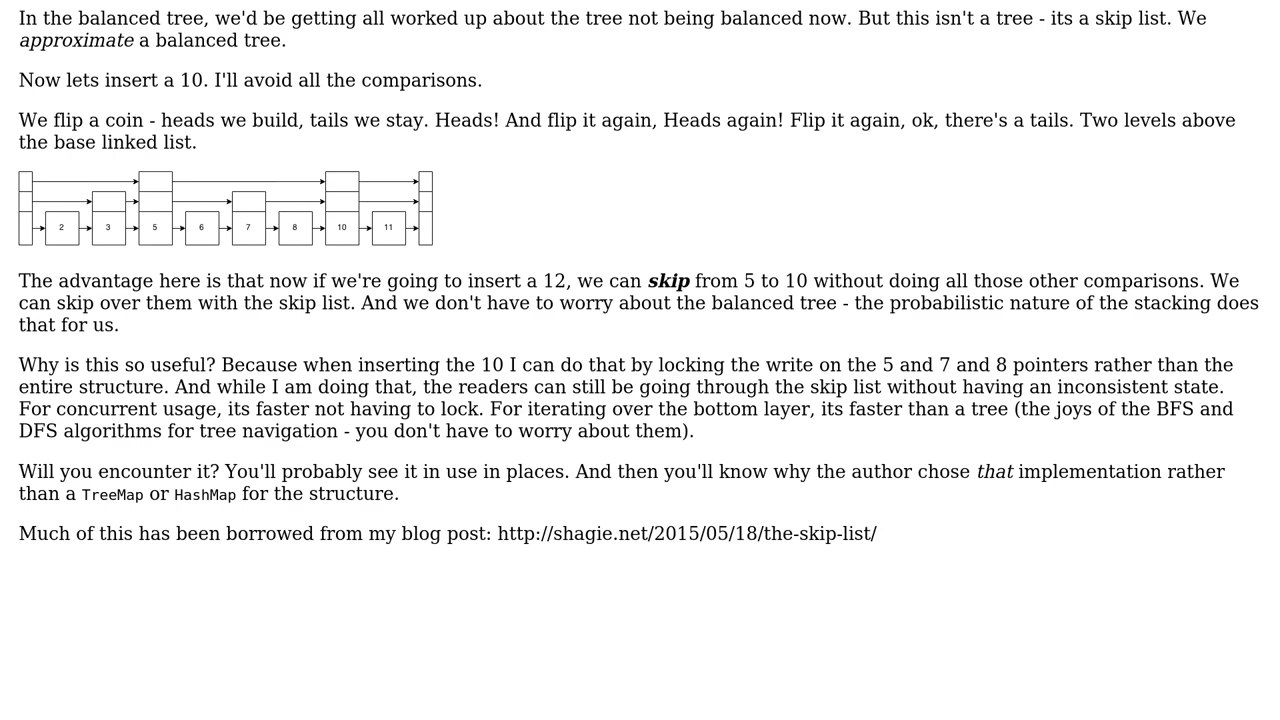 In the balanced tree, we'd be getting all worked up about the tree not being balanced now. But this isn't a tree - its a skip list. We
approximate a balanced tree.
Now lets insert a 10. I'll avoid all the comparisons.
We flip a coin - heads we build, tails we stay. Heads! And flip it again, Heads again! Flip it again, ok, there's a tails. Two levels above
the base linked list.
2 3 5 6 7 8 10 11
The advantage here is that now if we're going to insert a 12, we can skip from 5 to 10 without doing all those other comparisons. We
can skip over them with the skip list. And we don't have to worry about the balanced tree - the probabilistic nature of the stacking does
that for us.
Why is this so useful? Because when inserting the 10 I can do that by locking the write on the 5 and 7 and 8 pointers rather than the
entire structure. And while I am doing that, the readers can still be going through the skip list without having an inconsistent state.
For concurrent usage, its faster not having to lock. For iterating over the bottom layer, its faster than a tree (the joys of the BFS and
DFS algorithms for tree navigation - you don't have to worry about them).
Will you encounter it? You'll probably see it in use in places. And then you'll know why the author chose that implementation rather
than a TreeMap or HashMap for the structure.
Much of this has been borrowed from my blog post: http://shagie.net/2015/05/18/the-skip-list/